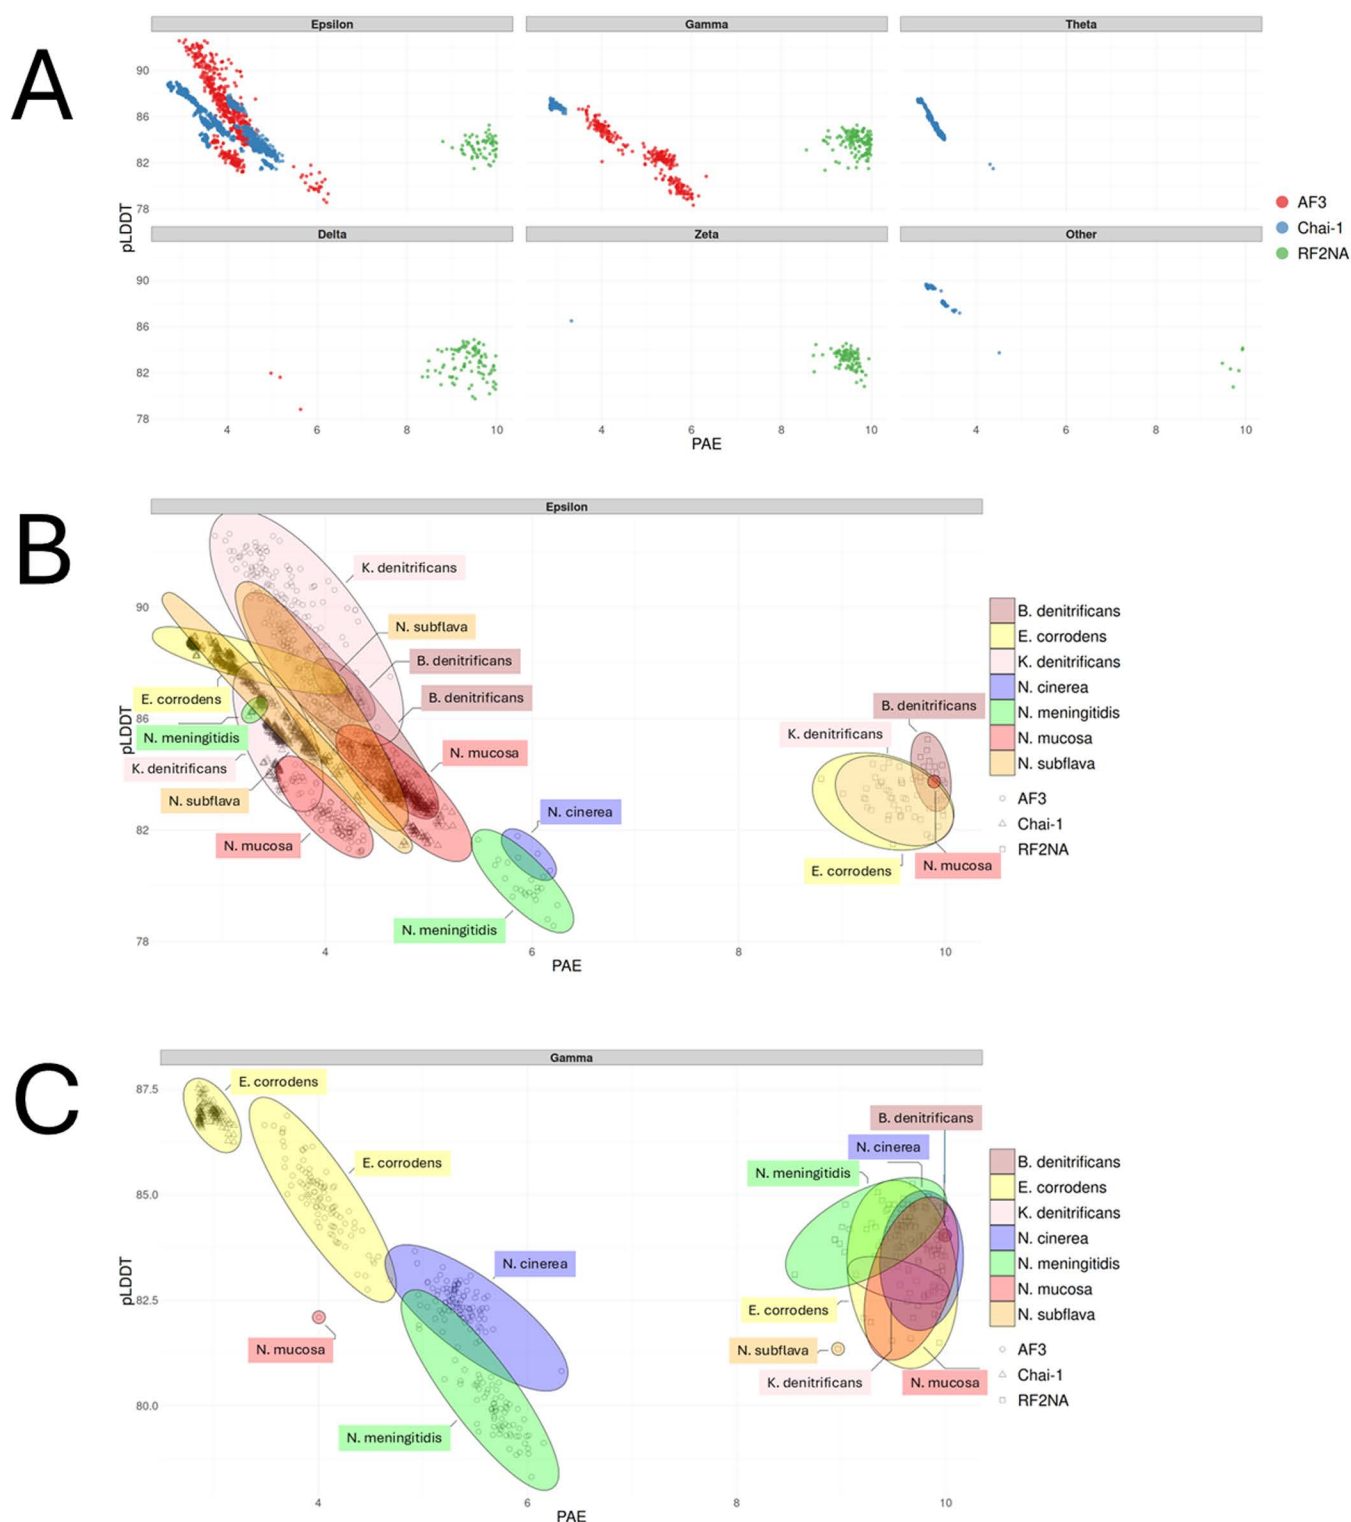 A
Epsilon
Gamma
Theta
90
86
82
78
pLDDT
AF3
Chai-1
RF2NA
Delta
Zeta
Other
90
86
82
78
4 6 8 10
4 6 8 10
4 6 8 10
PAE
B
Epsilon
K. denitrificans
N. subflava
B. denitrificans
B. denitrificans
E. corrodens
N. meningitidis
K. denitrificans
N. subflava
N. mucosa
N. mucosa
N. cinerea
N. meningitidis
B. denitrificans
K. denitrificans
E. corrodens
N. mucosa
90
86
82
78
pLDDT
4 6 8 10
PAE
B. denitrificans
E. corrodens
K. denitrificans
N. cinerea
N. meningitidis
N. mucosa
N. subflava
AF3
Chai-1
RF2NA
C
Gamma
E. corrodens
E. corrodens
N. cinerea
N. mucosa
N. meningitidis
B. denitrificans
N. cinerea
N. meningitidis
E. corrodens
N. subflava
K. denitrificans
N. mucosa
87.5
85.0
82.5
80.0
pLDDT
4 6 8 10
PAE
B. denitrificans
E. corrodens
K. denitrificans
N. cinerea
N. meningitidis
N. mucosa
N. subflava
AF3
Chai-1
RF2NA